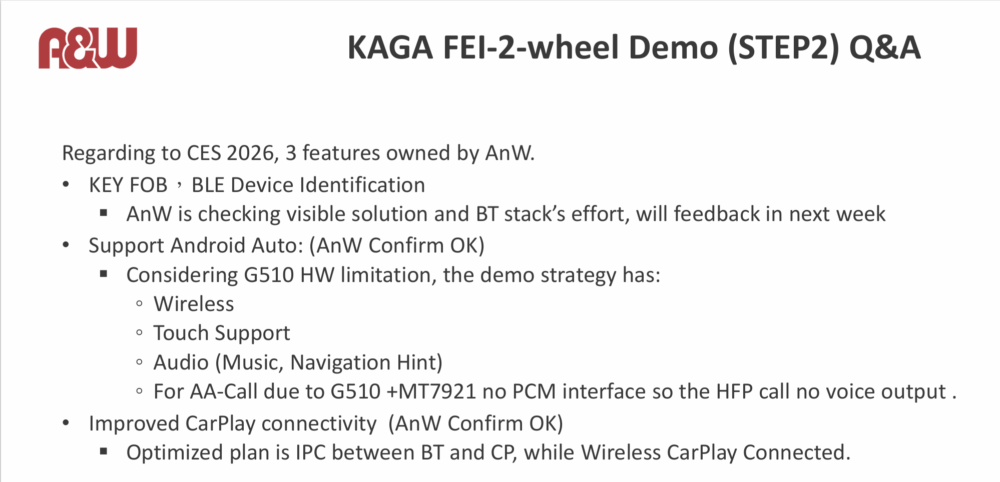 A&W
KAGA FEI-2-wheel Demo (STEP2) Q&A
Regarding to CES 2026, 3 features owned by AnW.
• KEY FOB，BLE Device Identification
▪ AnW is checking visible solution and BT stack’s effort, will feedback in next week
• Support Android Auto: (AnW Confirm OK)
▪ Considering G510 HW limitation, the demo strategy has:
◦ Wireless
◦ Touch Support
◦ Audio (Music, Navigation Hint)
◦ For AA-Call due to G510 +MT7921 no PCM interface so the HFP call no voice output .
• Improved CarPlay connectivity  (AnW Confirm OK)
▪ Optimized plan is IPC between BT and CP, while Wireless CarPlay Connected.